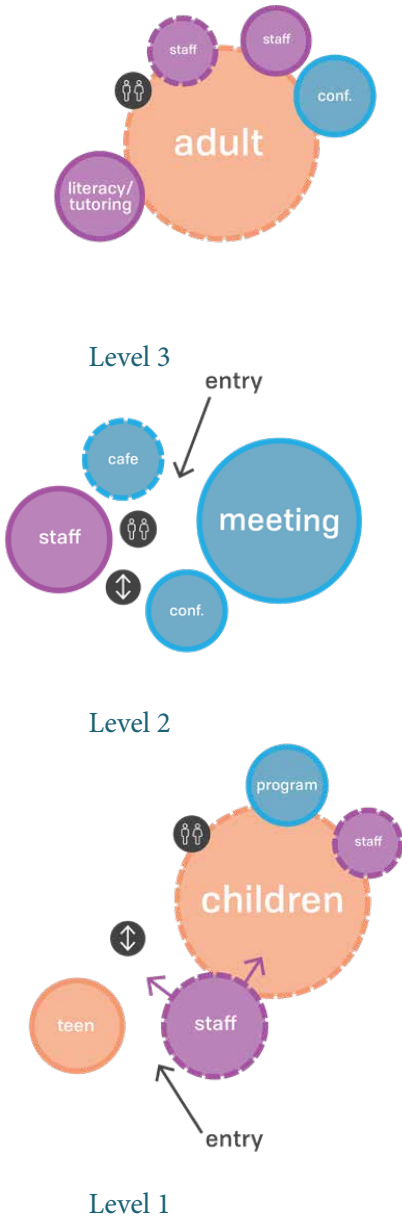 staff
staff
conf.
adult
literacy/
tutoring
Level 3
entry
cafe
meeting
staff
conf.
Level 2
program
staff
children
teen
staff
entry
Level 1